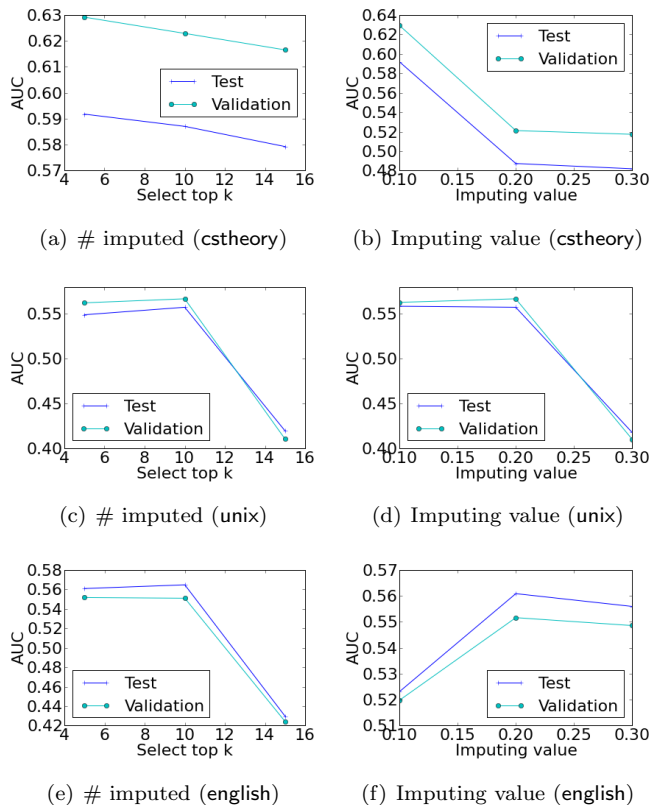 0.63
0.62
0.61
0.60
0.59
0.58
0.57
AUC
Test
Validation
4 6 8 10 12 14 16
Select top k
(a) # imputed (cstheory)
0.64
0.62
0.60
0.58
0.56
0.54
0.52
0.50
0.48
AUC
Test
Validation
0.10 0.15 0.20 0.25 0.30
Imputing value
(b) Imputing value (cstheory)
0.55
0.50
0.45
0.40
AUC
Test
Validation
4 6 8 10 12 14 16
Select top k
(c) # imputed (unix)
0.55
0.50
0.45
0.40
AUC
Test
Validation
0.10 0.15 0.20 0.25 0.30
Imputing value
(d) Imputing value (unix)
0.58
0.56
0.54
0.52
0.50
0.48
0.46
0.44
0.42
AUC
Test
Validation
4 6 8 10 12 14 16
Select top k
(e) # imputed (english)
0.57
0.56
0.55
0.54
0.53
0.52
0.51
AUC
Test
Validation
0.10 0.15 0.20 0.25 0.30
Imputing value
(f) Imputing value (english)